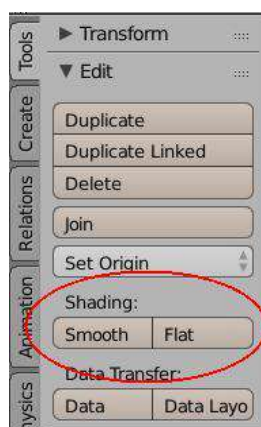 Tools
Create
Relations
Animation
Physics
Transform
Edit
Duplicate
Duplicate Linked
Delete
Join
Set Origin
Shading:
Smooth Flat
Data Transfer:
Data Data Layo